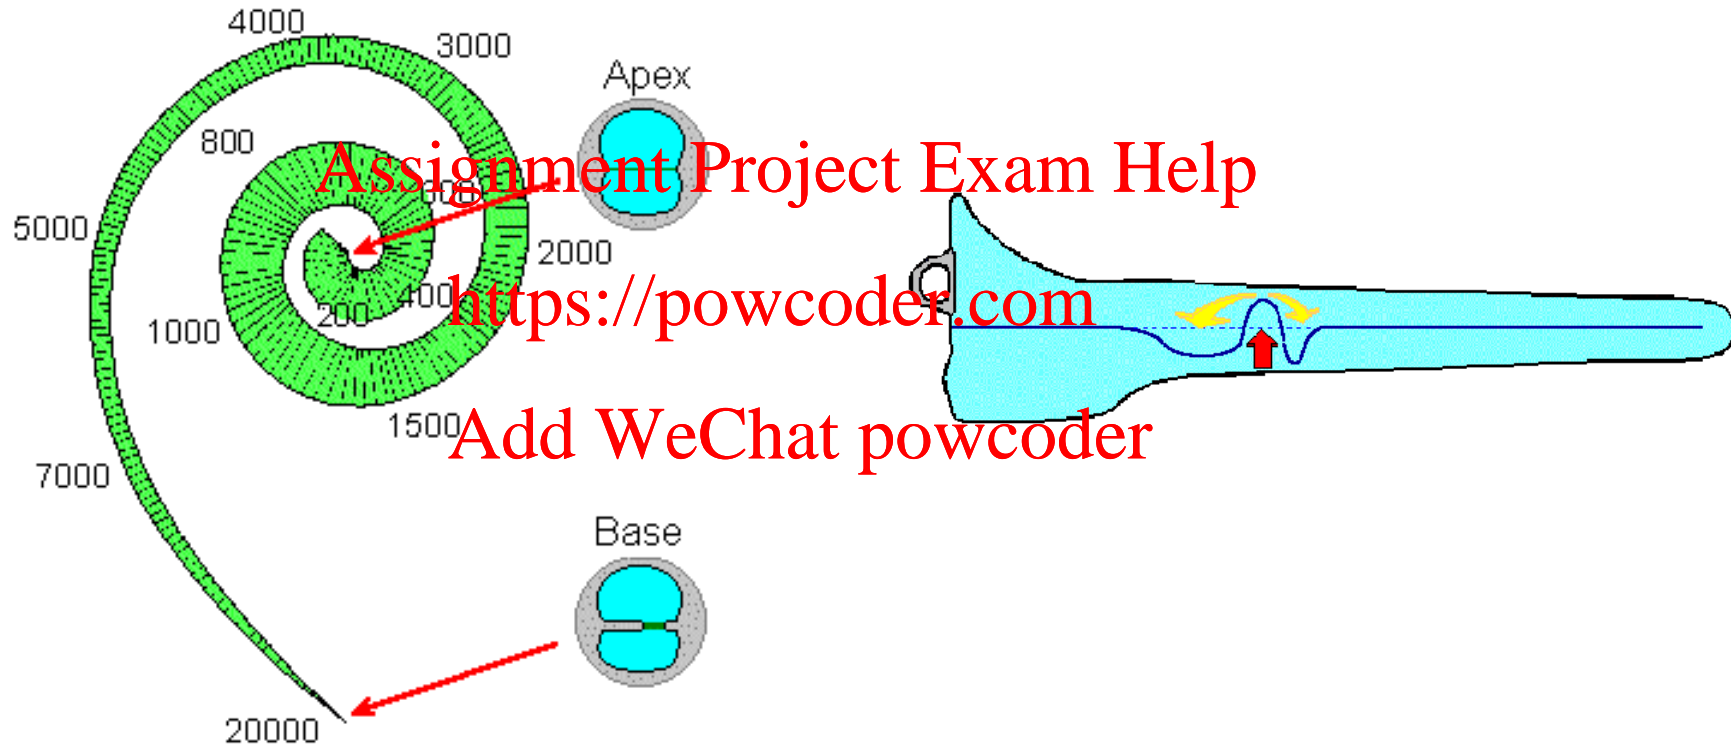 4000
3000
Apex
800
Assignment Project Exam Help
5000
2000
400
https://powcoder.com
200
1000
1500
Add WeChat powcoder
7000
Base
20000